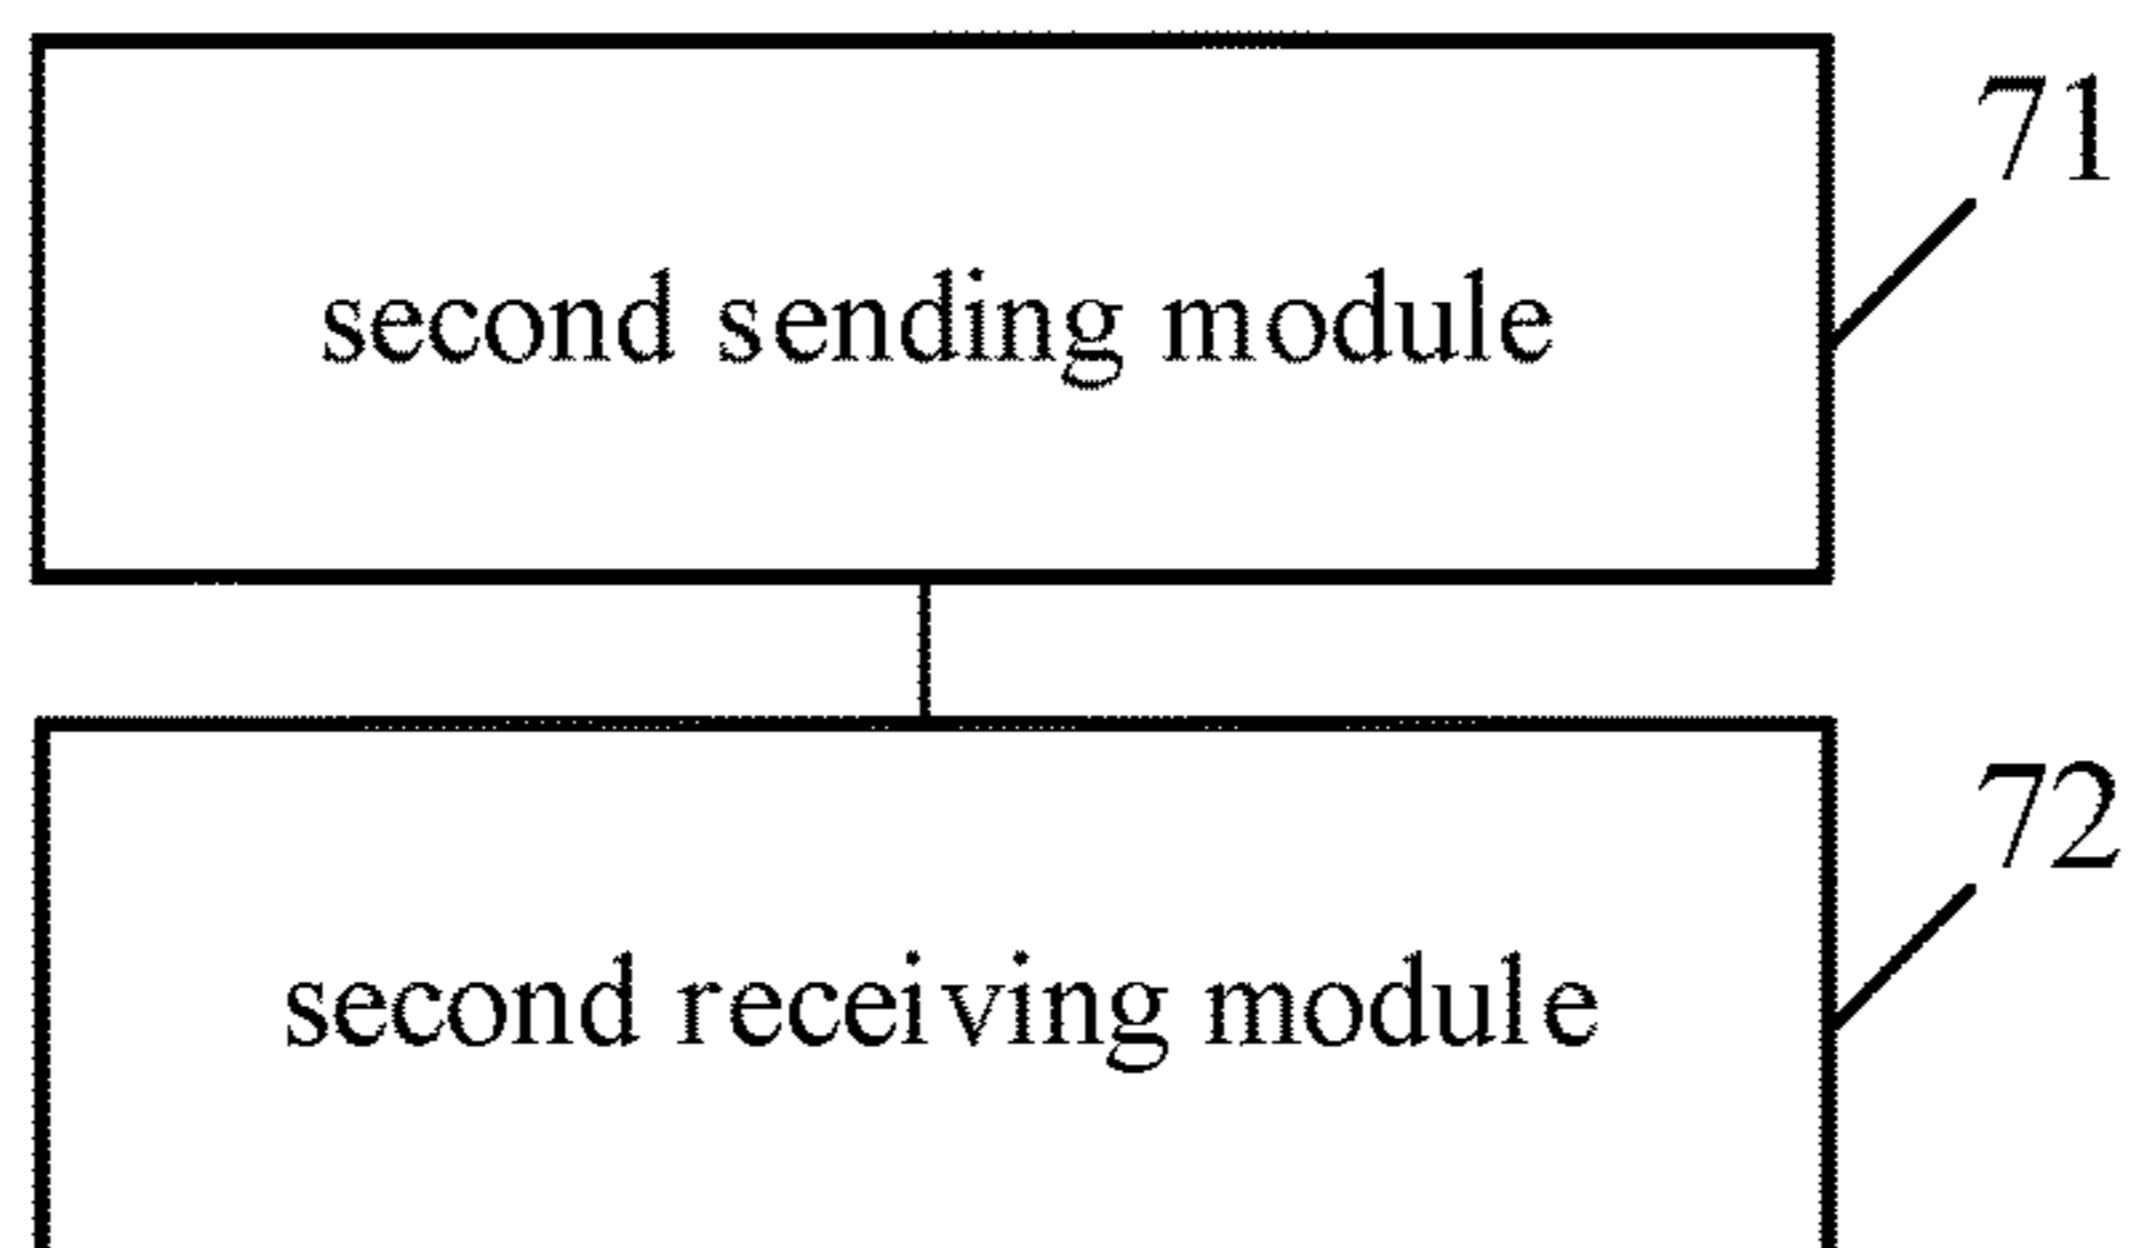 71
second sending module
72
second receiving module